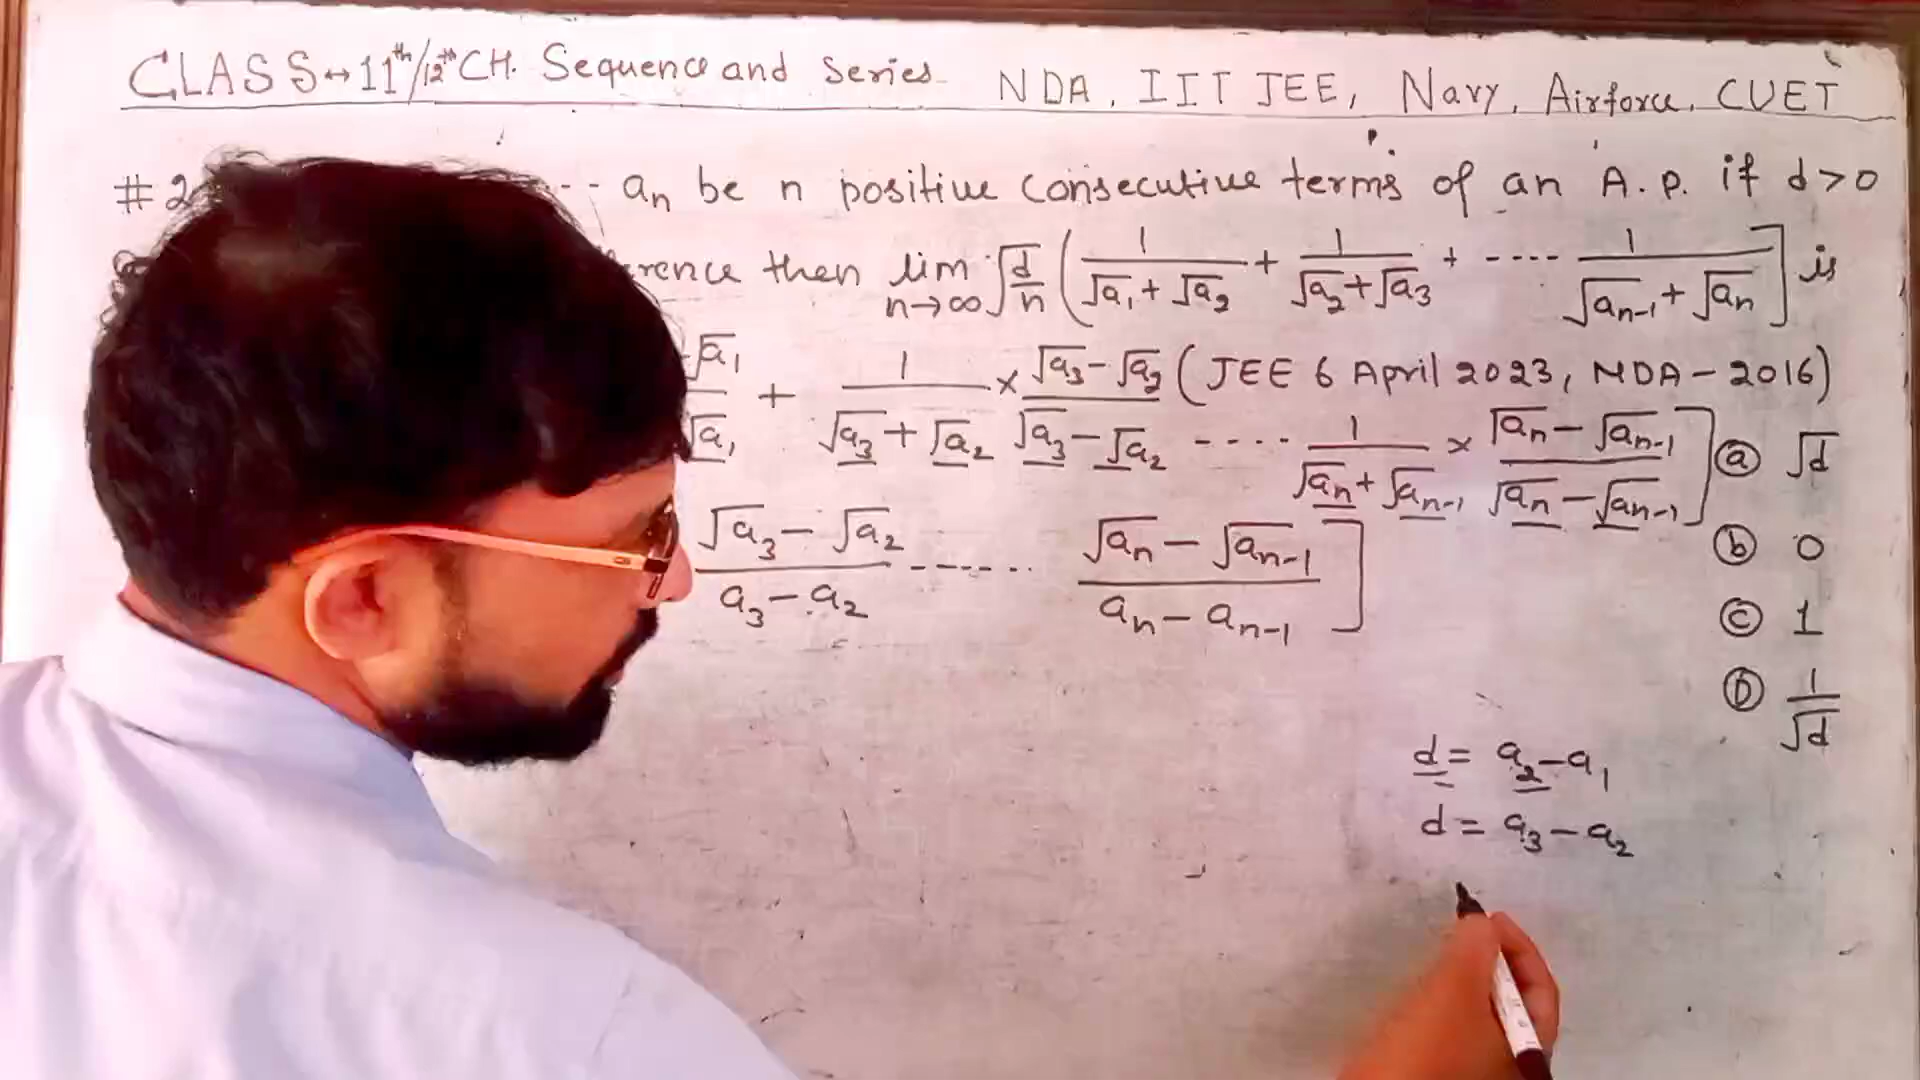 CLASS→11th/12th CH. Sequence and Series NDA, IIT JEE, Navy, Airforce, CUET
#2 -- aₙ be n positive consecutive terms of an A.P. if d>0
then lim n→∞ √(d/n) (1/(√a₁+√a₂) + 1/(√a₂+√a₃) + ---- 1/(√aₙ₋₁+√aₙ)] is
√a₁/√a₁ + 1/(√a₃+√a₂) × (√a₃-√a₂)/(√a₃-√a₂) ---- 1/(√aₙ+√aₙ₋₁) × (√aₙ-√aₙ₋₁)/(√aₙ-√aₙ₋₁)]
(JEE 6 April 2023, NDA-2016)
(√a₃-√a₂)/(a₃-a₂) ------ (√aₙ-√aₙ₋₁)/(aₙ-aₙ₋₁)]
ⓐ √d
ⓑ 0
ⓒ 1
Ⓓ 1/√d
d = a₂-a₁
d = a₃-a₂